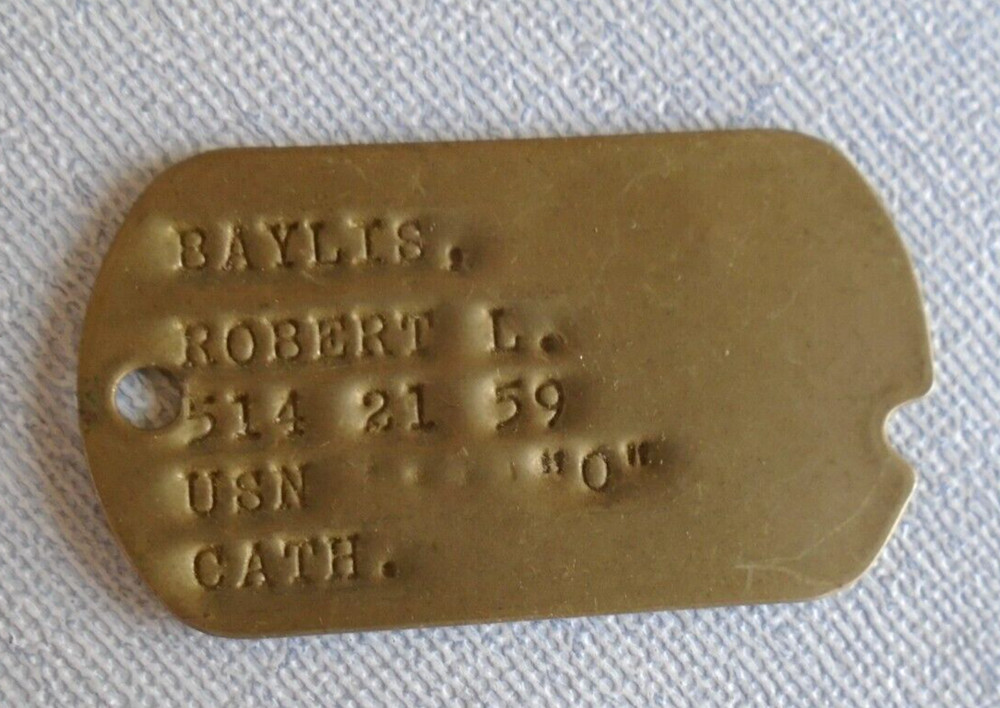 BAYLIS,
ROBERT L.
514 21 59
USN "O"
CATH.